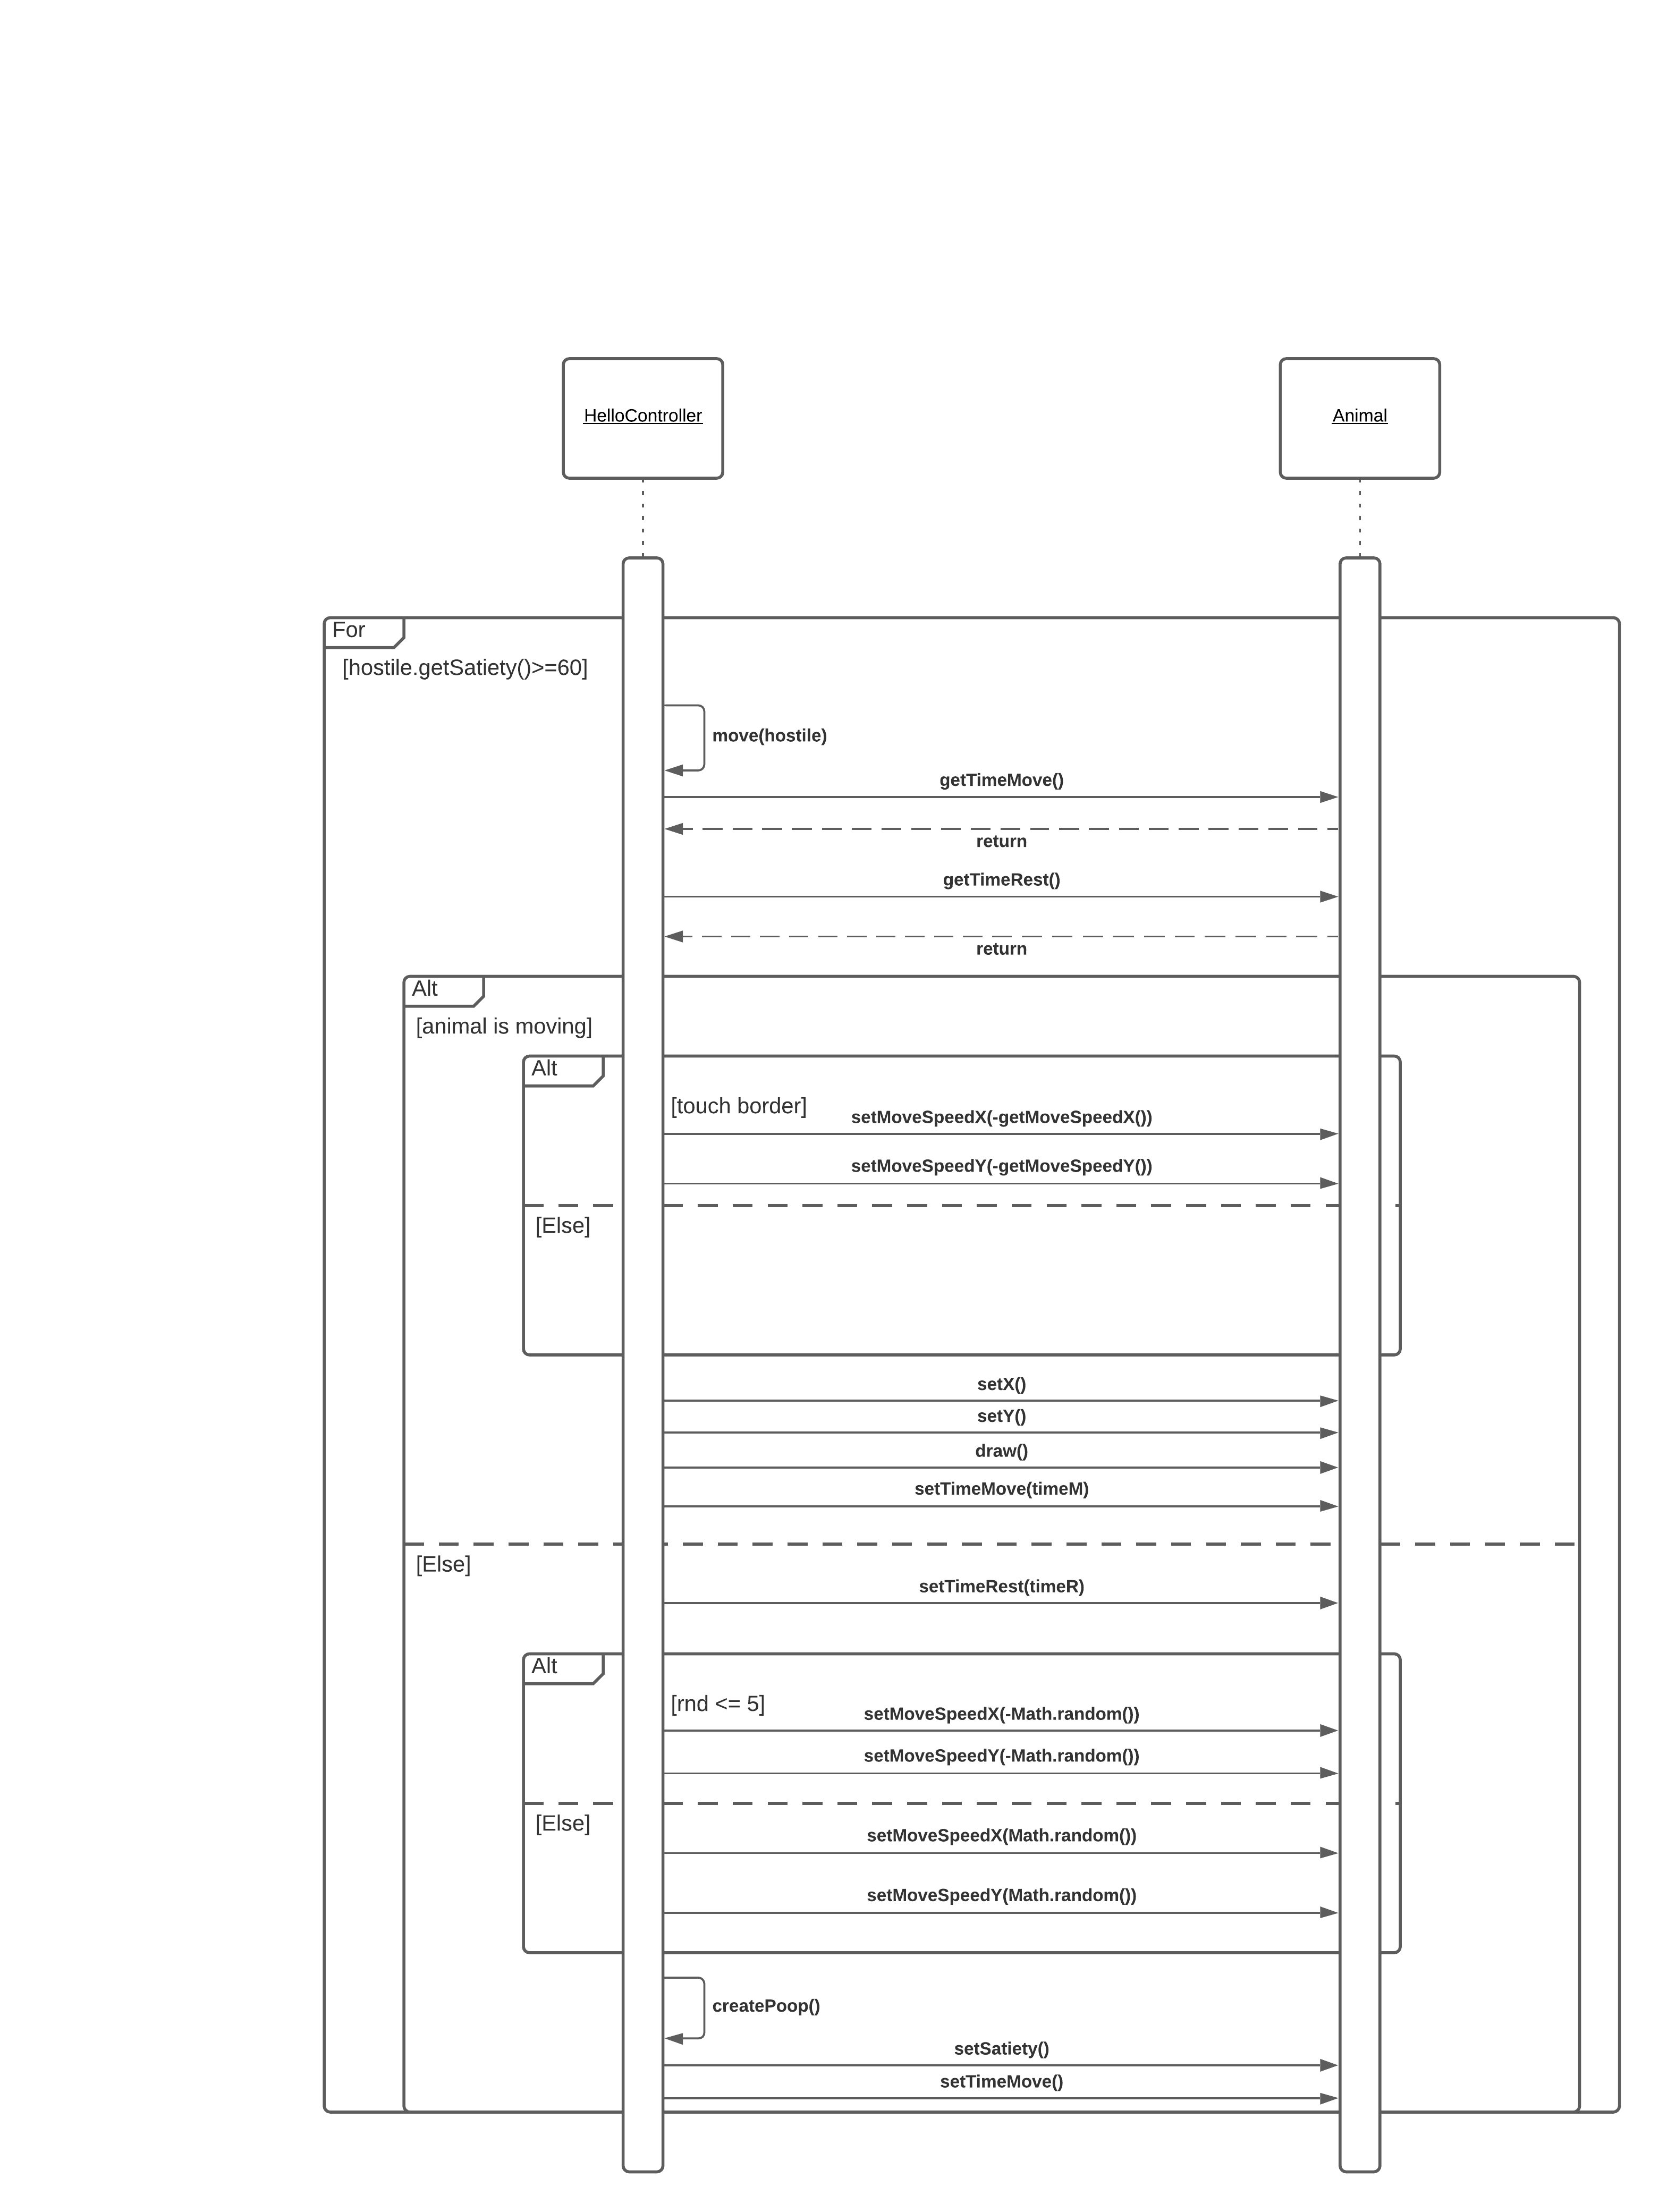 HelloController
Animal
For
[hostile.getSatiety()>=60]
move(hostile)
getTimeMove()
return
getTimeRest()
return
Alt
[animal is moving]
Alt
[touch border]
setMoveSpeedX(-getMoveSpeedX())
setMoveSpeedY(-getMoveSpeedY())
[Else]
setX()
setY()
draw()
setTimeMove(timeM)
[Else]
setTimeRest(timeR)
Alt
[rnd <= 5]
setMoveSpeedX(-Math.random())
setMoveSpeedY(-Math.random())
[Else]
setMoveSpeedX(Math.random())
setMoveSpeedY(Math.random())
createPoop()
setSatiety()
setTimeMove()